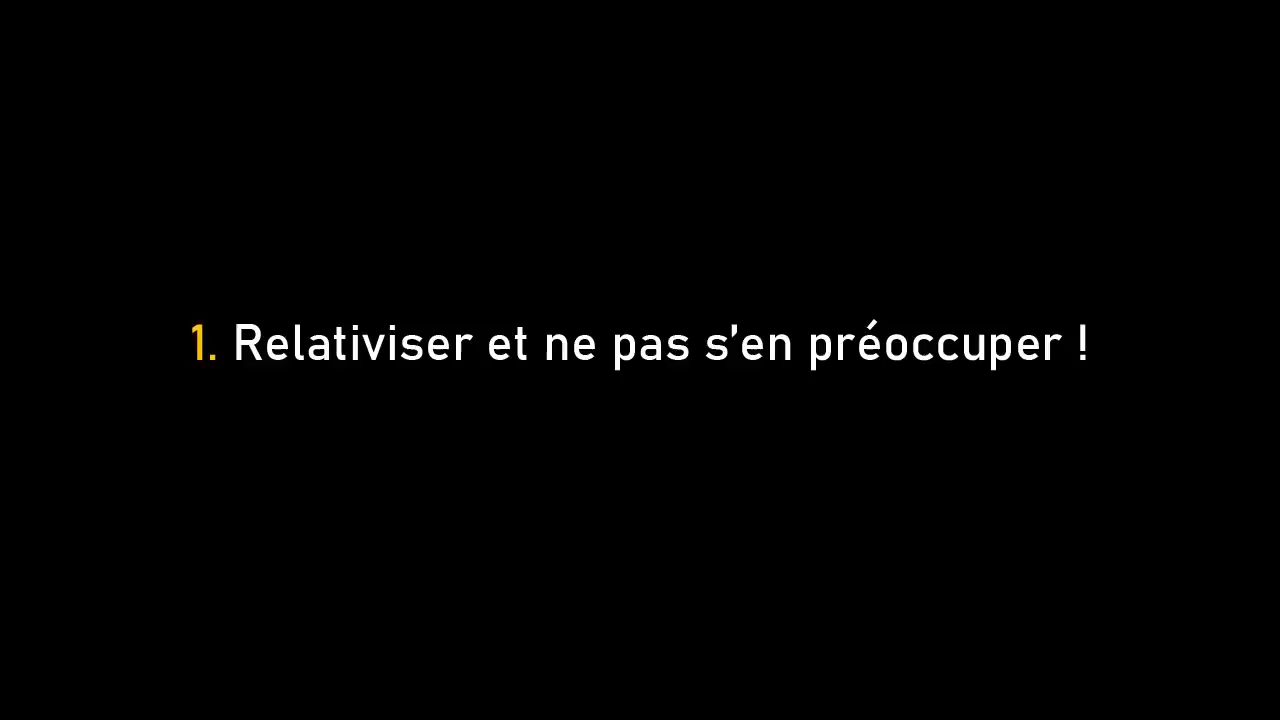 1. Relativiser et ne pas s’en préoccuper !